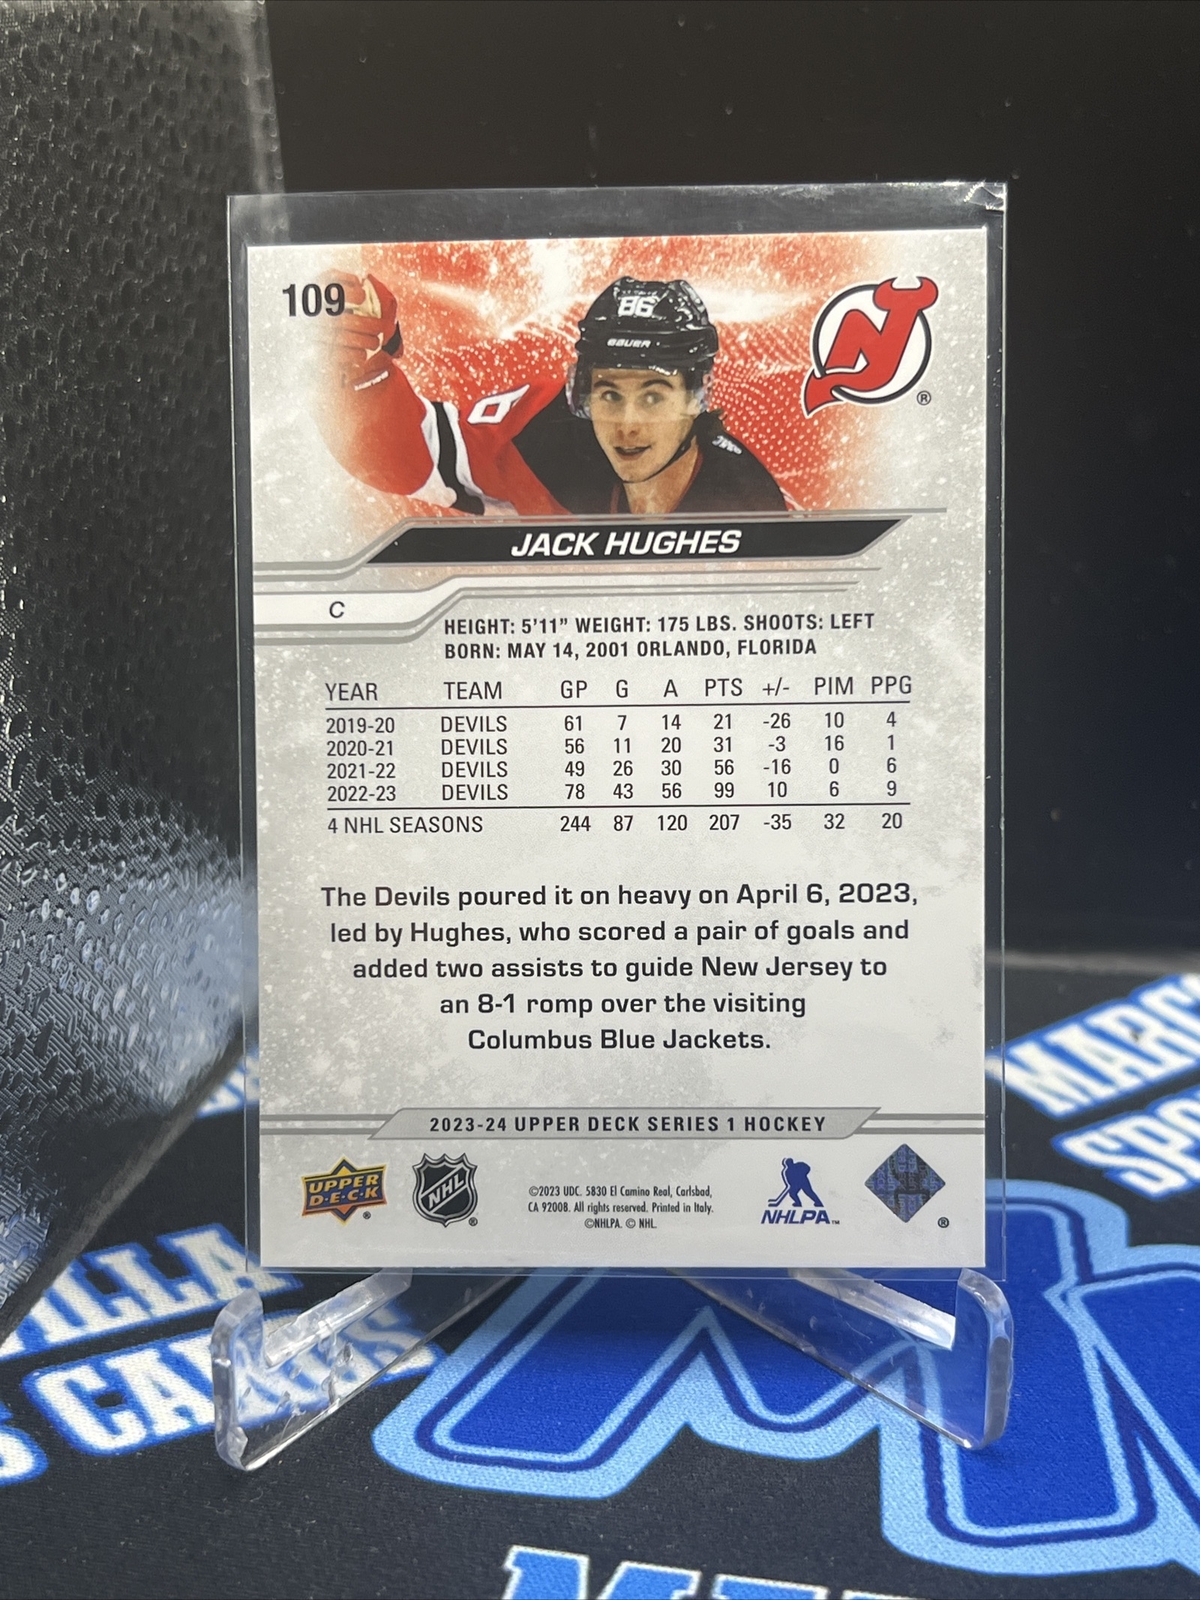 109
86
BAUER
8
N
®
JACK HUGHES
C
HEIGHT: 5'11" WEIGHT: 175 LBS. SHOOTS: LEFT
BORN: MAY 14, 2001 ORLANDO, FLORIDA
YEAR TEAM GP G A PTS +/- PIM PPG
2019-20 DEVILS 61 7 14 21 -26 10 4
2020-21 DEVILS 56 11 20 31 -3 16 1
2021-22 DEVILS 49 26 30 56 -16 0 6
2022-23 DEVILS 78 43 56 99 10 6 9
4 NHL SEASONS 244 87 120 207 -35 32 20
The Devils poured it on heavy on April 6, 2023,
led by Hughes, who scored a pair of goals and
added two assists to guide New Jersey to
an 8-1 romp over the visiting
Columbus Blue Jackets.
2023-24 UPPER DECK SERIES 1 HOCKEY
UPPER
D·E·C·K
®
NHL
®
©2023 UDC. 5830 El Camino Real, Carlsbad,
CA 92008. All rights reserved. Printed in Italy.
©NHLPA. © NHL.
NHLPA™
®
CARDS